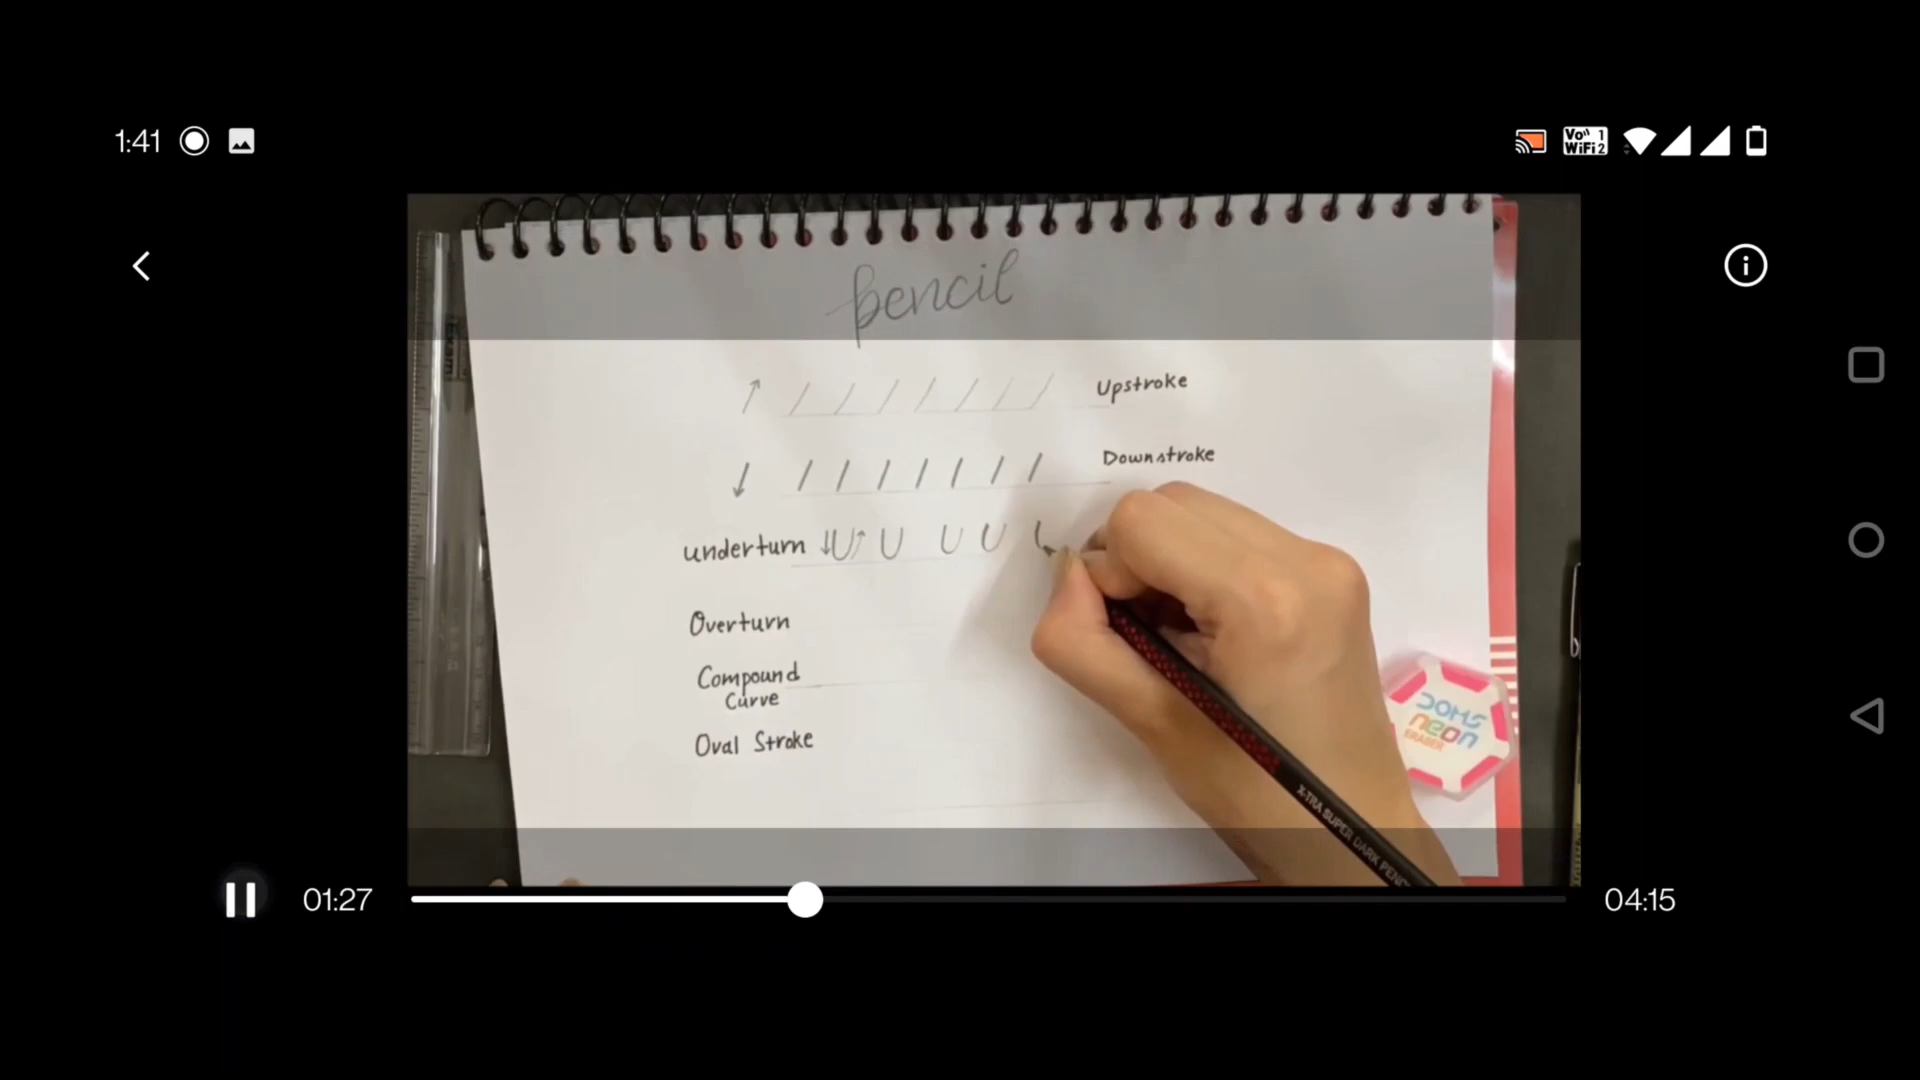 1:41
Vo 1
WiFi 2
pencil
Upstroke
Downstroke
underturn
Overturn
Compound
Curve
Oval Stroke
DOMS
neon
ERASER
X-TRA SUPER DARK PENC
01:27
04:15